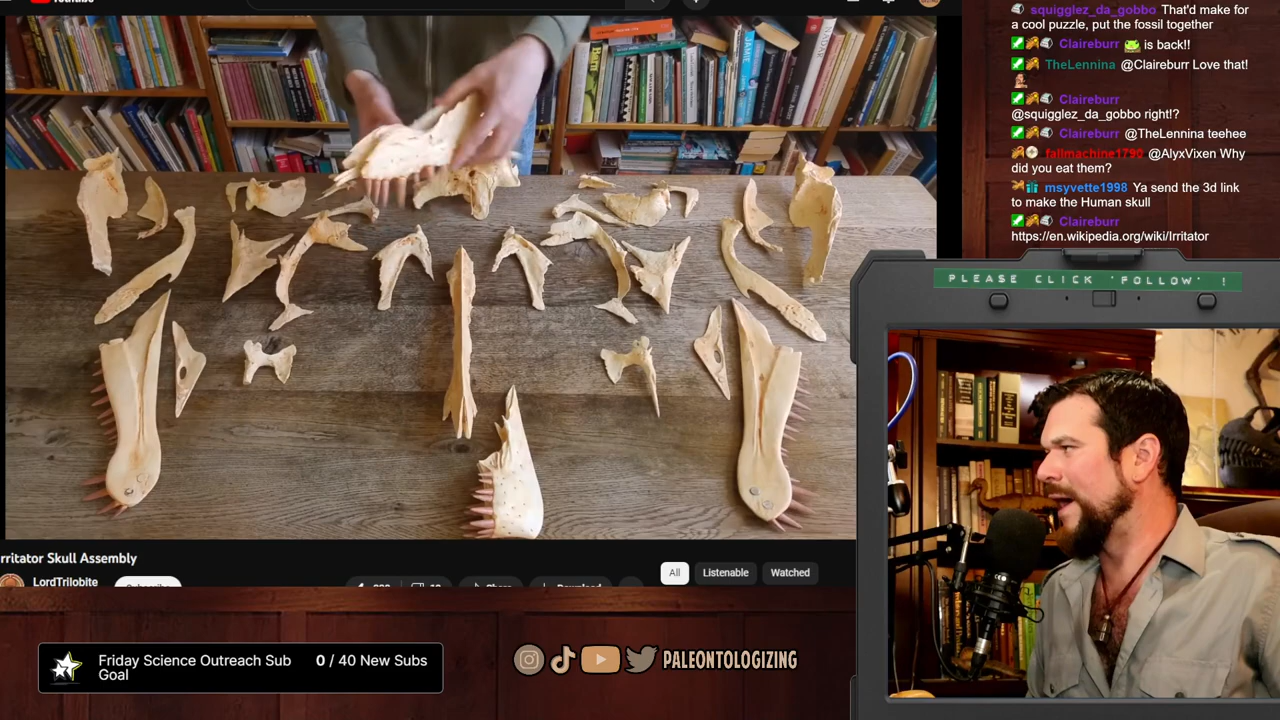 rritator Skull Assembly
LordTrilobite
All
Listenable
Watched
Friday Science Outreach Sub
Goal
0 / 40 New Subs
PALEONTOLOGIZING
squigglez_da_gobbo That'd make for
a cool puzzle, put the fossil together
Claireburr is back!!
TheLennina @Claireburr Love that!
Claireburr
@squigglez_da_gobbo right!?
Claireburr @TheLennina teehee
fallmachine1790 @AlyxVixen Why
did you eat them?
msyvette1998 Ya send the 3d link
to make the Human skull
Claireburr
https://en.wikipedia.org/wiki/Irritator
PLEASE CLICK 'FOLLOW' !